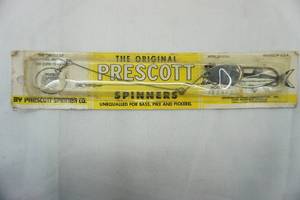 THE ORIGINAL
PRESCOTT
SPINNERS
BY PRESCOTT SPINNER CO.
UNEQUALLED FOR BASS, PIKE AND PICKEREL